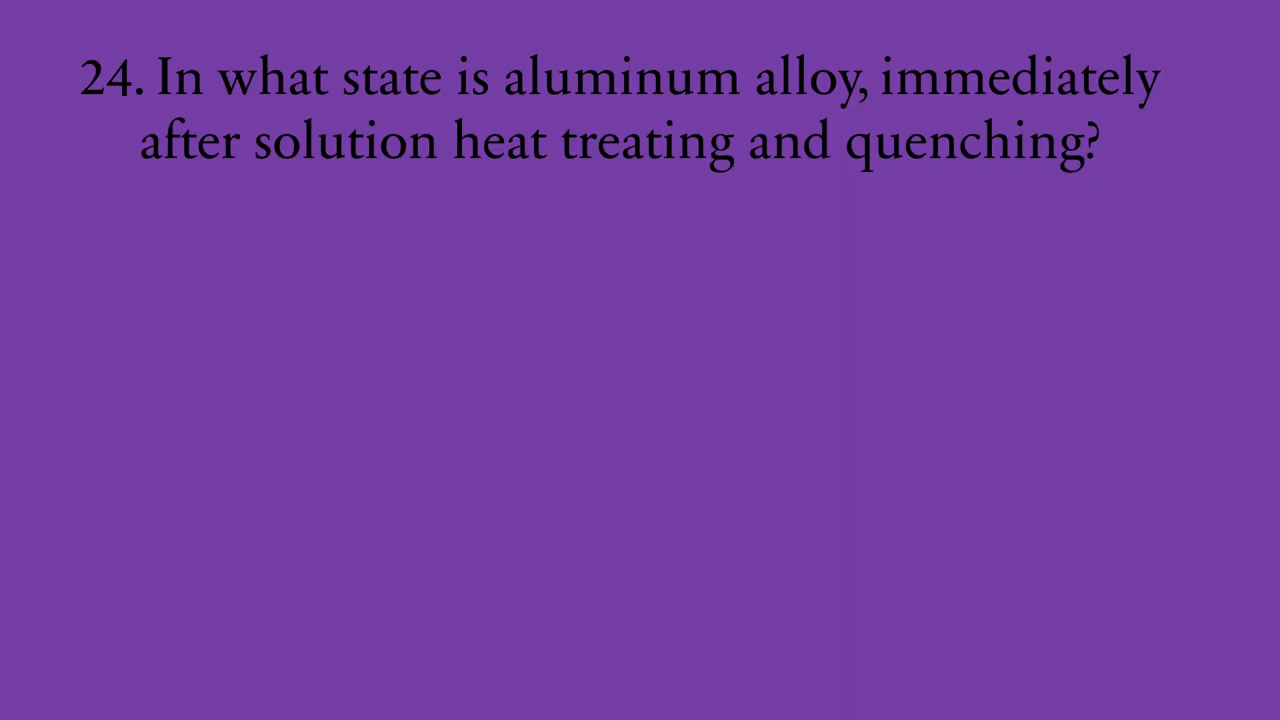 24. In what state is aluminum alloy, immediately
after solution heat treating and quenching?